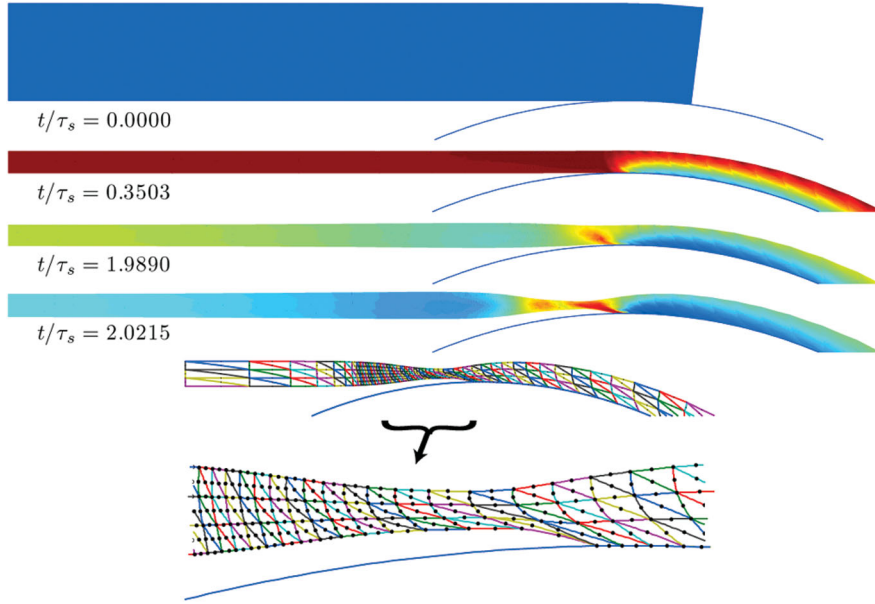 t/τ_s = 0.0000
t/τ_s = 0.3503
t/τ_s = 1.9890
t/τ_s = 2.0215